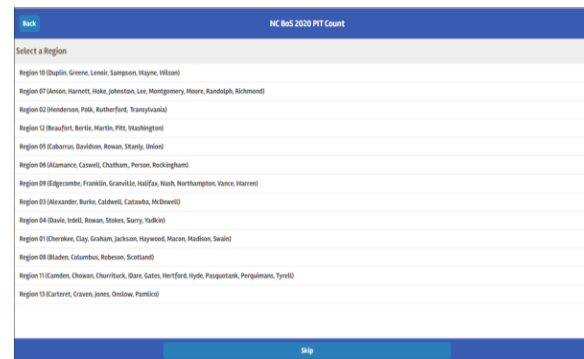 Back
NC BoS 2020 PIT Count
Select a Region
Region 10 (Duplin, Greene, Lenoir, Sampson, Wayne, Wilson)
Region 07 (Anson, Harnett, Hoke, Johnston, Lee, Montgomery, Moore, Randolph, Richmond)
Region 02 (Henderson, Polk, Rutherford, Transylvania)
Region 12 (Beaufort, Bertie, Martin, Pitt, Washington)
Region 05 (Cabarrus, Davidson, Rowan, Stanly, Union)
Region 06 (Alamance, Caswell, Chatham,, Person, Rockingham)
Region 09 (Edgecombe, Franklin, Granville, Halifax, Nash, Northampton, Vance, Warren)
Region 03 (Alexander, Burke, Caldwell, Catawba, McDowell)
Region 04 (Davie, Iredell, Rowan, Stokes, Surry, Yadkin)
Region 01 (Cherokee, Clay, Graham, Jackson, Haywood, Macon, Madison, Swain)
Region 08 (Bladen, Columbus, Robeson, Scotland)
Region 11 (Camden, Chowan, Churrituck, Dare, Gates, Hertford, Hyde, Pasquotank, Perquimans, Tyrell)
Region 13 (Carteret, Craven, Jones, Onslow, Pamlico)
Skip